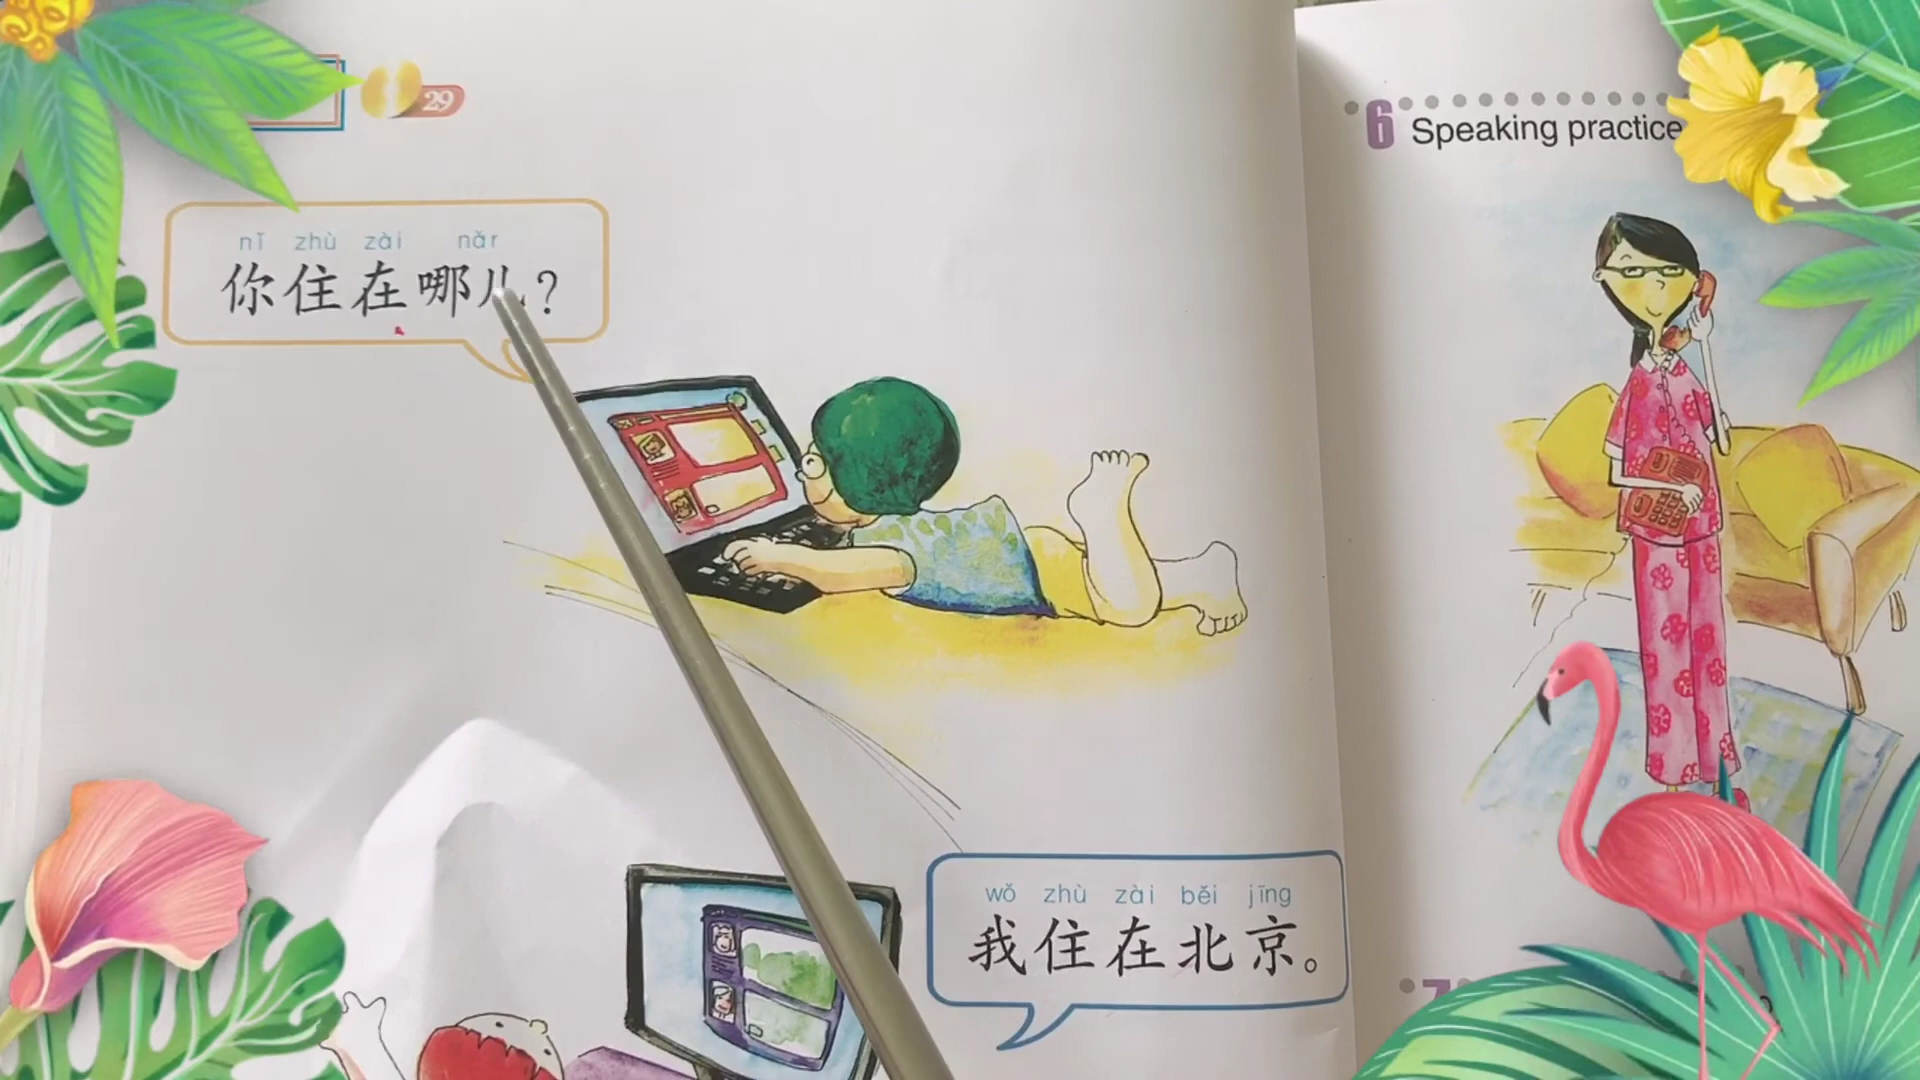 29
nǐ zhù zài nǎr
你住在哪儿?
wǒ zhù zài běi jīng
我住在北京。
6 Speaking practice
7